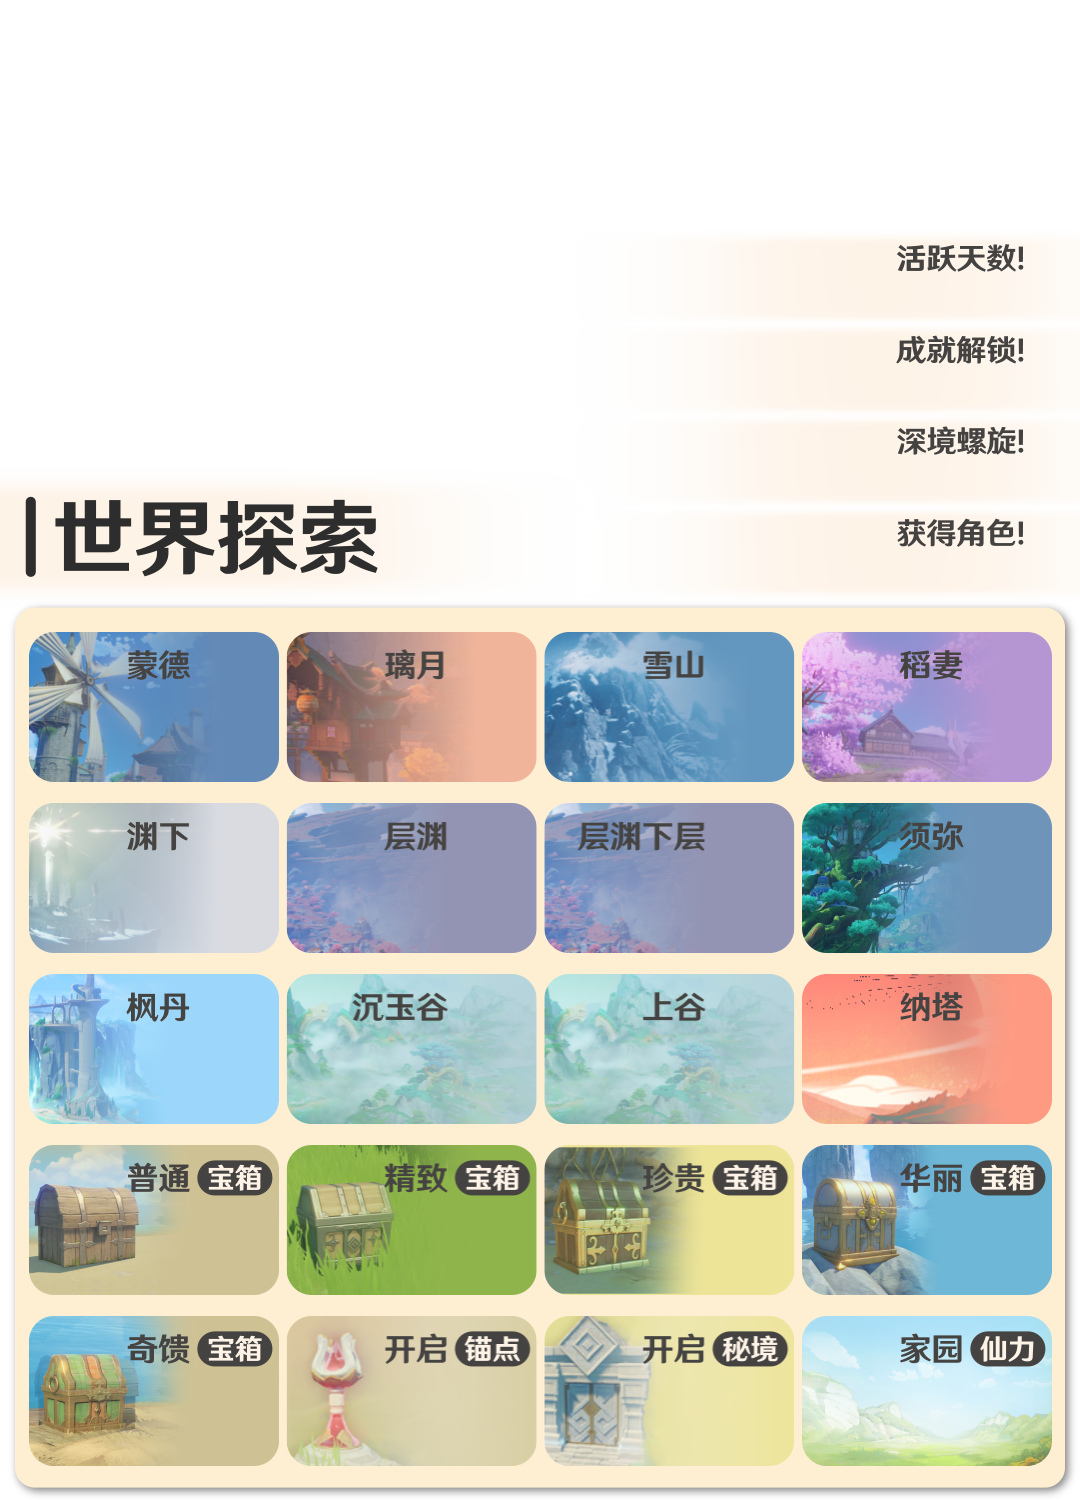 活跃天数!
成就解锁!
深境螺旋!
获得角色!
世界探索
蒙德
璃月
雪山
稻妻
渊下
层渊
层渊下层
须弥
枫丹
沉玉谷
上谷
纳塔
普通 宝箱
精致 宝箱
珍贵 宝箱
华丽 宝箱
奇馈 宝箱
开启 锚点
开启 秘境
家园 仙力